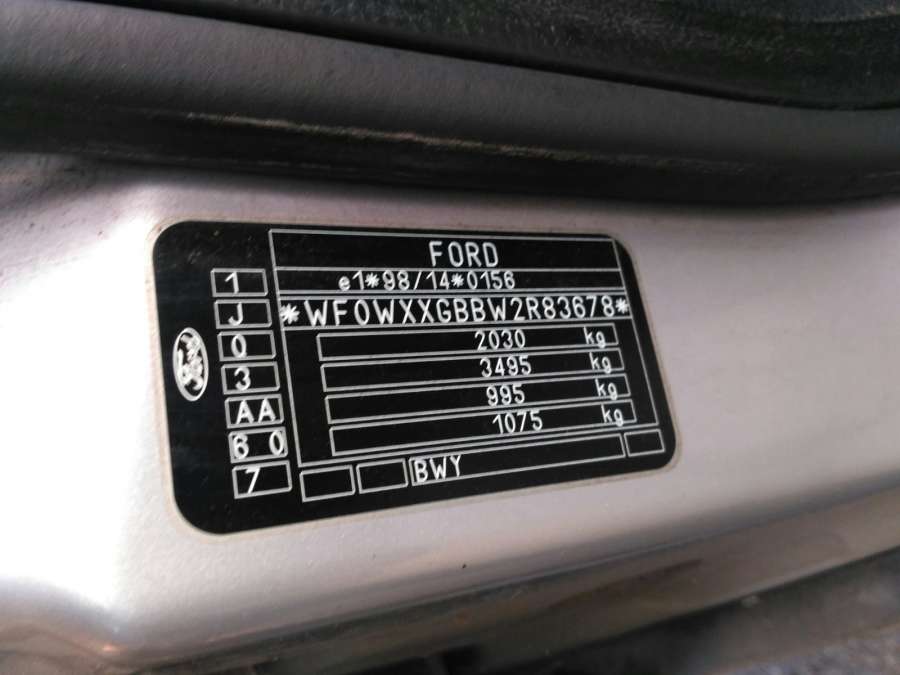 FORD
e1*98/14*0156
*WF0WXXGBBW2R83678*
2030 kg
3495 kg
995 kg
1075 kg
BWY
1
J
0
3
AA
6 0
7
Ford